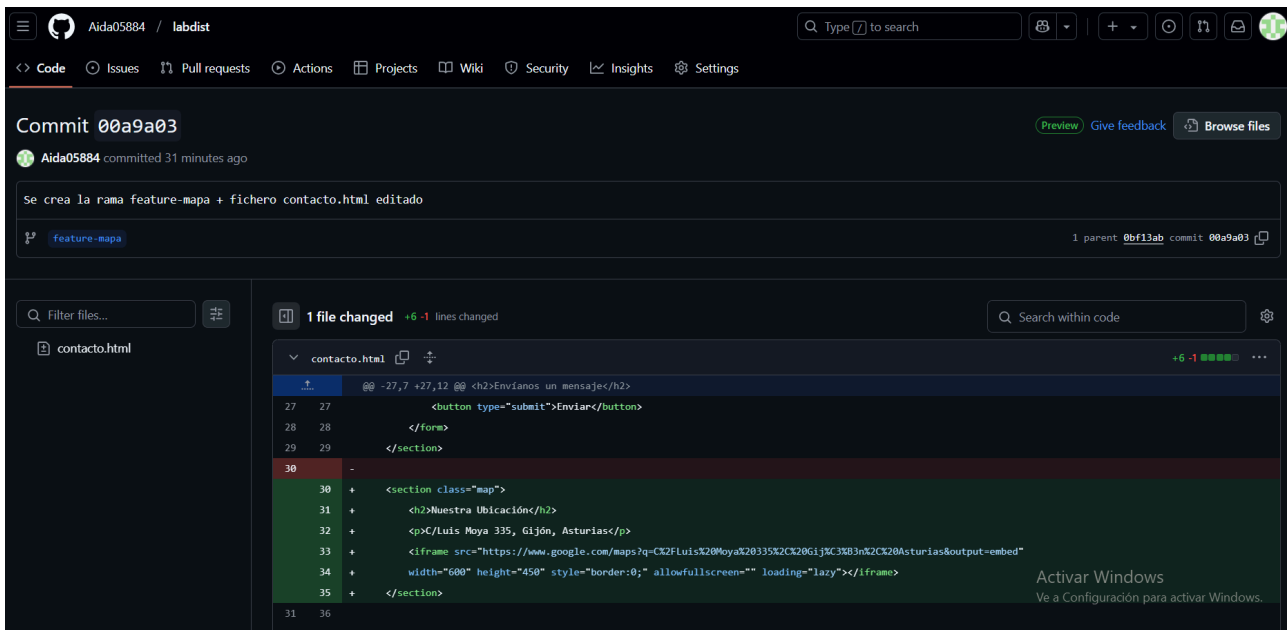 Aida05884 / labdist
Type / to search
Code
Issues
Pull requests
Actions
Projects
Wiki
Security
Insights
Settings
Commit 00a9a03
Preview Give feedback Browse files
Aida05884 committed 31 minutes ago
Se crea la rama feature-mapa + fichero contacto.html editado
feature-mapa
1 parent 0bf13ab commit 00a9a03
Filter files...
contacto.html
1 file changed +6 -1 lines changed
Search within code
contacto.html
+6 -1
@@ -27,7 +27,12 @@ <h2>Envíanos un mensaje</h2>
27 27 <button type="submit">Enviar</button>
28 28 </form>
29 29 </section>
30 -
30 + <section class="map">
31 + <h2>Nuestra Ubicación</h2>
32 + <p>C/Luis Moya 335, Gijón, Asturias</p>
33 + <iframe src="https://www.google.com/maps?q=C%2FLuis%20Moya%20335%2C%20Gij%C3%B3n%2C%20Asturias&output=embed"
34 + width="600" height="450" style="border:0;" allowfullscreen="" loading="lazy"></iframe>
35 + </section>
31 36
Activar Windows
Ve a Configuración para activar Windows.